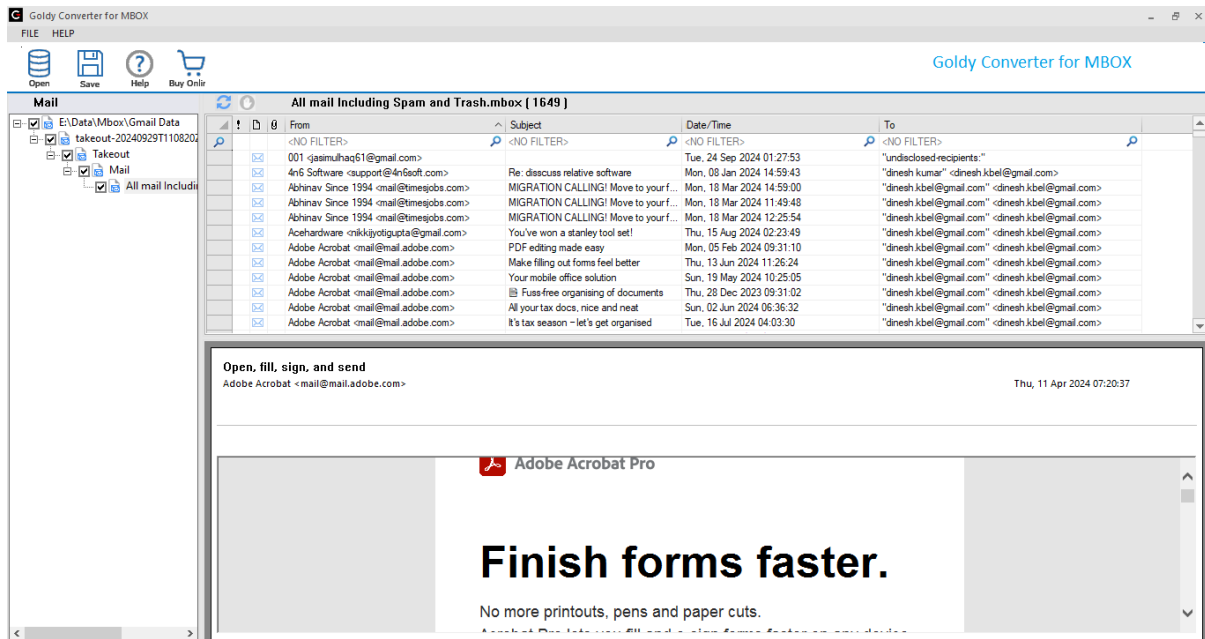 Goldy Converter for MBOX
FILE HELP
Open Save Help Buy Onlir
Goldy Converter for MBOX
Mail
E:\Data\Mbox\Gmail Data
takeout-20240929T1108202
Takeout
Mail
All mail Includin
All mail Including Spam and Trash.mbox ( 1649 )
! From Subject Date/Time To
<NO FILTER> <NO FILTER> <NO FILTER> <NO FILTER>
001 <jasimulhaq61@gmail.com> Tue, 24 Sep 2024 01:27:53 "undisclosed-recipients:"
4n6 Software <support@4n6soft.com> Re: disscuss relative software Mon, 08 Jan 2024 14:59:43 "dinesh kumar" <dinesh.kbel@gmail.com>
Abhinav Since 1994 <mail@timesjobs.com> MIGRATION CALLING! Move to your f... Mon, 18 Mar 2024 14:59:00 "dinesh.kbel@gmail.com" <dinesh.kbel@gmail.com>
Abhinav Since 1994 <mail@timesjobs.com> MIGRATION CALLING! Move to your f... Mon, 18 Mar 2024 11:49:48 "dinesh.kbel@gmail.com" <dinesh.kbel@gmail.com>
Abhinav Since 1994 <mail@timesjobs.com> MIGRATION CALLING! Move to your f... Mon, 18 Mar 2024 12:25:54 "dinesh.kbel@gmail.com" <dinesh.kbel@gmail.com>
Acehardware <nikkijyotigupta@gmail.com> You've won a stanley tool set! Thu, 15 Aug 2024 02:23:49 "dinesh.kbel@gmail.com" <dinesh.kbel@gmail.com>
Adobe Acrobat <mail@mail.adobe.com> PDF editing made easy Mon, 05 Feb 2024 09:31:10 "dinesh.kbel@gmail.com" <dinesh.kbel@gmail.com>
Adobe Acrobat <mail@mail.adobe.com> Make filling out forms feel better Thu, 13 Jun 2024 11:26:24 "dinesh.kbel@gmail.com" <dinesh.kbel@gmail.com>
Adobe Acrobat <mail@mail.adobe.com> Your mobile office solution Sun, 19 May 2024 10:25:05 "dinesh.kbel@gmail.com" <dinesh.kbel@gmail.com>
Adobe Acrobat <mail@mail.adobe.com> Fuss-free organising of documents Thu, 28 Dec 2023 09:31:02 "dinesh.kbel@gmail.com" <dinesh.kbel@gmail.com>
Adobe Acrobat <mail@mail.adobe.com> All your tax docs, nice and neat Sun, 02 Jun 2024 06:36:32 "dinesh.kbel@gmail.com" <dinesh.kbel@gmail.com>
Adobe Acrobat <mail@mail.adobe.com> It's tax season – let's get organised Tue, 16 Jul 2024 04:03:30 "dinesh.kbel@gmail.com" <dinesh.kbel@gmail.com>
Open, fill, sign, and send
Adobe Acrobat <mail@mail.adobe.com> Thu, 11 Apr 2024 07:20:37
Adobe Acrobat Pro
Finish forms faster.
No more printouts, pens and paper cuts.
Acrobat Pro lets you fill and e-sign forms faster on any device